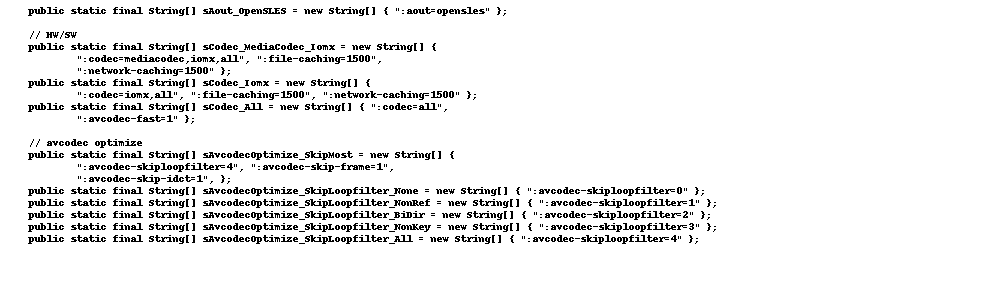 public static final String[] sAout_OpenSLES = new String[] { ":aout=opensles" };
// HW/SW
public static final String[] sCodec_MediaCodec_Iomx = new String[] {
":codec=mediacodec,iomx,all", ":file-caching=1500",
":network-caching=1500" };
public static final String[] sCodec_Iomx = new String[] {
":codec=iomx,all", ":file-caching=1500", ":network-caching=1500" };
public static final String[] sCodec_All = new String[] { ":codec=all",
":avcodec-fast=1" };
// avcodec optimize
public static final String[] sAvcodecOptimize_SkipMost = new String[] {
":avcodec-skiploopfilter=4", ":avcodec-skip-frame=1",
":avcodec-skip-idct=1", };
public static final String[] sAvcodecOptimize_SkipLoopfilter_None = new String[] { ":avcodec-skiploopfilter=0" };
public static final String[] sAvcodecOptimize_SkipLoopfilter_NonRef = new String[] { ":avcodec-skiploopfilter=1" };
public static final String[] sAvcodecOptimize_SkipLoopfilter_BiDir = new String[] { ":avcodec-skiploopfilter=2" };
public static final String[] sAvcodecOptimize_SkipLoopfilter_NonKey = new String[] { ":avcodec-skiploopfilter=3" };
public static final String[] sAvcodecOptimize_SkipLoopfilter_All = new String[] { ":avcodec-skiploopfilter=4" };